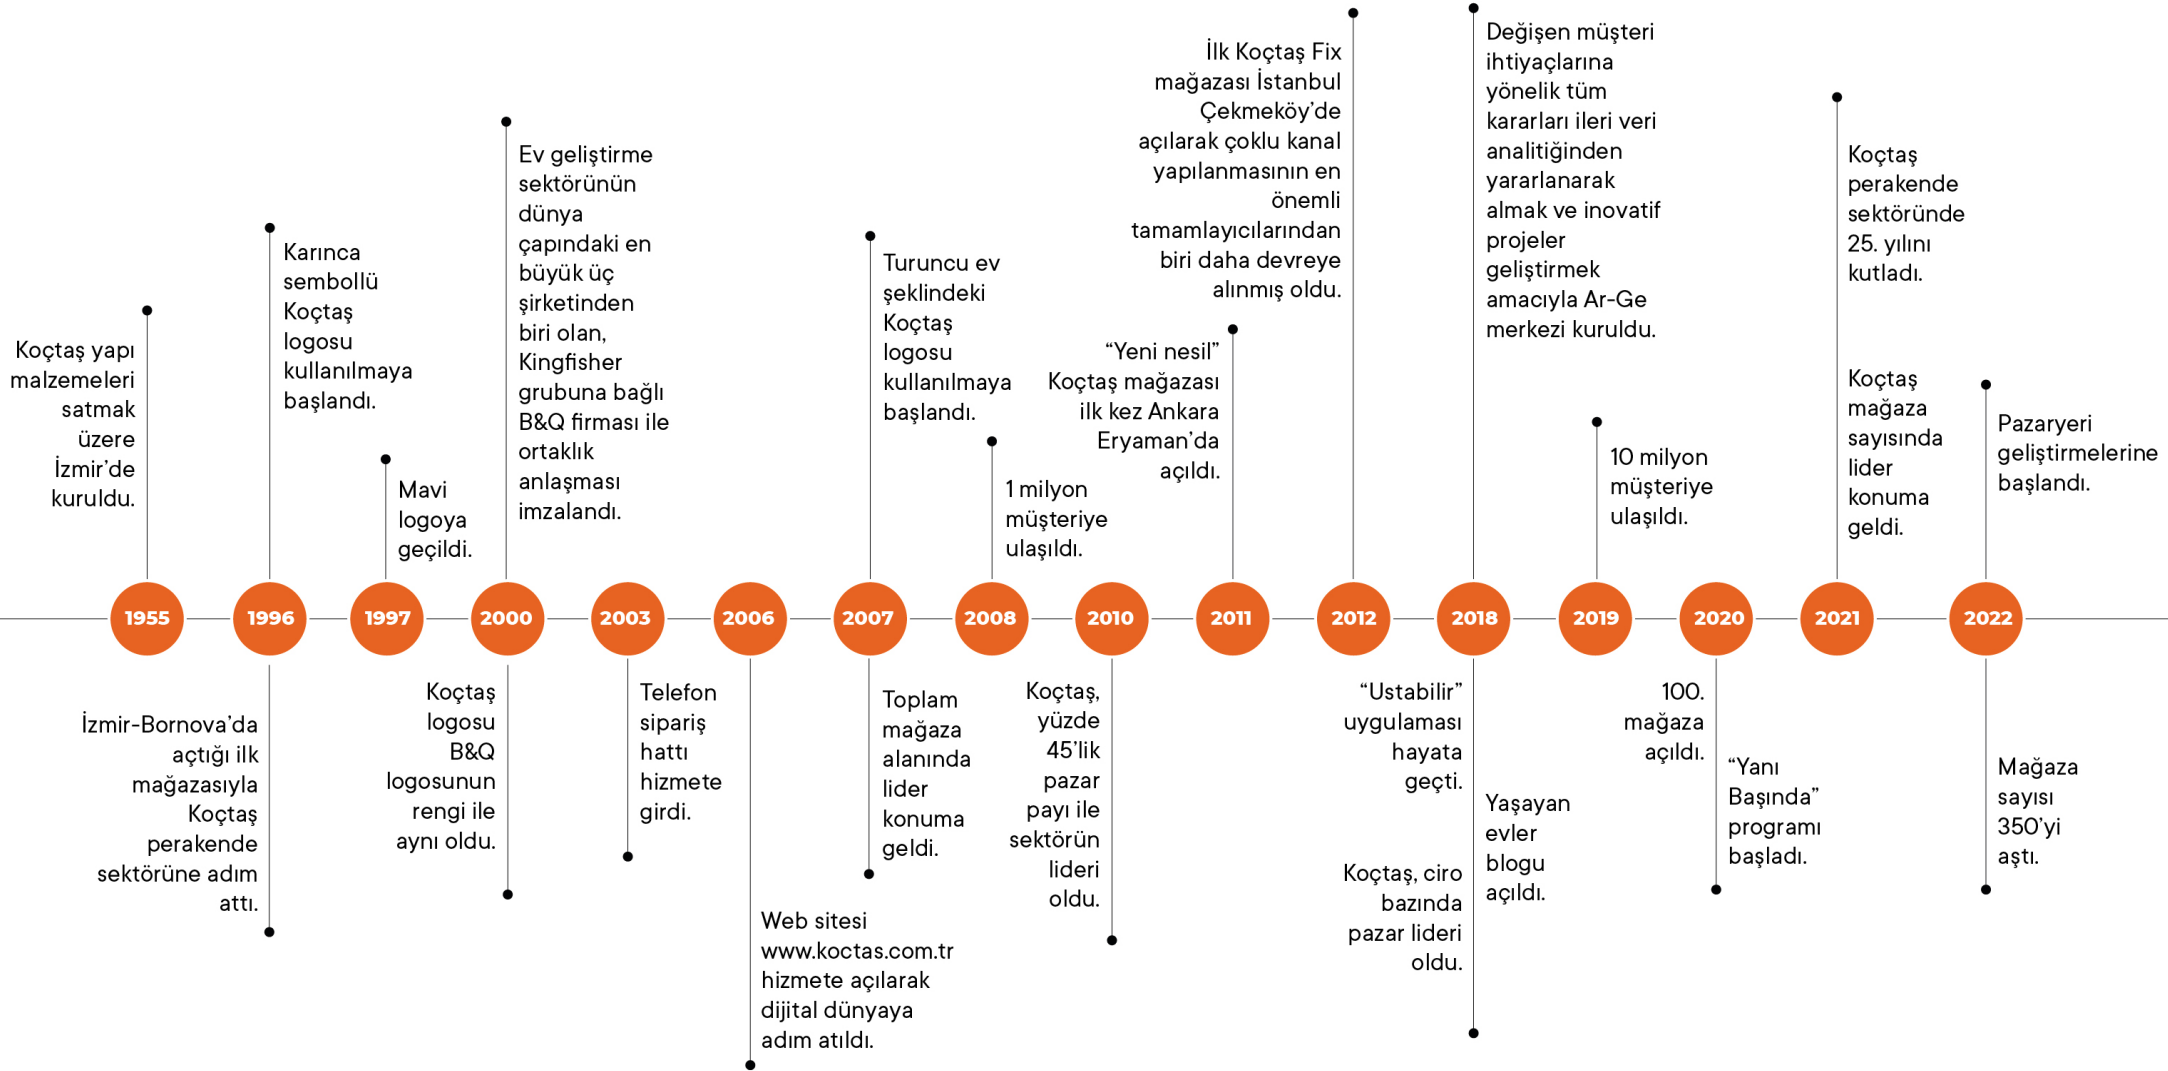 Koçtaş yapı
malzemeleri
satmak
üzere
İzmir’de
kuruldu.
1955
Karınca
sembollü
Koçtaş
logosu
kullanılmaya
başlandı.
1996
İzmir-Bornova’da
açtığı ilk
mağazasıyla
Koçtaş
perakende
sektörüne adım
attı.
Mavi
logoya
geçildi.
1997
Ev geliştirme
sektörünün
dünya
çapındaki en
büyük üç
şirketinden
biri olan,
Kingfisher
grubuna bağlı
B&Q firması ile
ortaklık
anlaşması
imzalandı.
2000
Koçtaş
logosu
B&Q
logosunun
rengi ile
aynı oldu.
2003
Telefon
sipariş
hattı
hizmete
girdi.
2006
Web sitesi
www.koctas.com.tr
hizmete açılarak
dijital dünyaya
adım atıldı.
Turuncu ev
şeklindeki
Koçtaş
logosu
kullanılmaya
başlandı.
2007
Toplam
mağaza
alanında
lider
konuma
geldi.
1 milyon
müşteriye
ulaşıldı.
2008
2010
Koçtaş,
yüzde
45’lik
pazar
payı ile
sektörün
lideri
oldu.
“Yeni nesil”
Koçtaş mağazası
ilk kez Ankara
Eryaman’da
açıldı.
2011
İlk Koçtaş Fix
mağazası İstanbul
Çekmeköy’de
açılarak çoklu kanal
yapılanmasının en
önemli
tamamlayıcılarından
biri daha devreye
alınmış oldu.
2012
Değişen müşteri
ihtiyaçlarına
yönelik tüm
kararları ileri veri
analitiğinden
yararlanarak
almak ve inovatif
projeler
geliştirmek
amacıyla Ar-Ge
merkezi kuruldu.
2018
“Ustabilir”
uygulaması
hayata
geçti.
Yaşayan
evler
blogu
açıldı.
Koçtaş, ciro
bazında
pazar lideri
oldu.
10 milyon
müşteriye
ulaşıldı.
2019
2020
100.
mağaza
açıldı.
“Yanı
Başında”
programı
başladı.
Koçtaş
perakende
sektöründe
25. yılını
kutladı.
Koçtaş
mağaza
sayısında
lider
konuma
geldi.
2021
Pazaryeri
geliştirmelerine
başlandı.
2022
Mağaza
sayısı
350’yi
aştı.